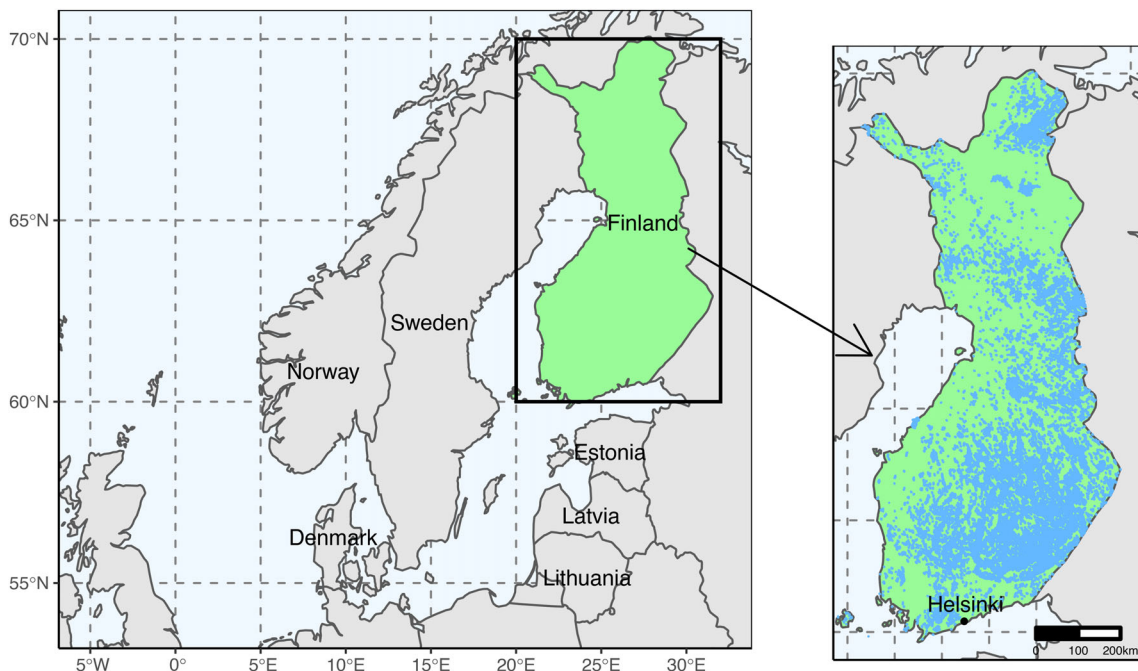 70°N
65°N
60°N
55°N
5°W
0°
5°E
10°E
15°E
20°E
25°E
30°E
Finland
Sweden
Norway
Estonia
Latvia
Denmark
Lithuania
Helsinki
0 100 200km